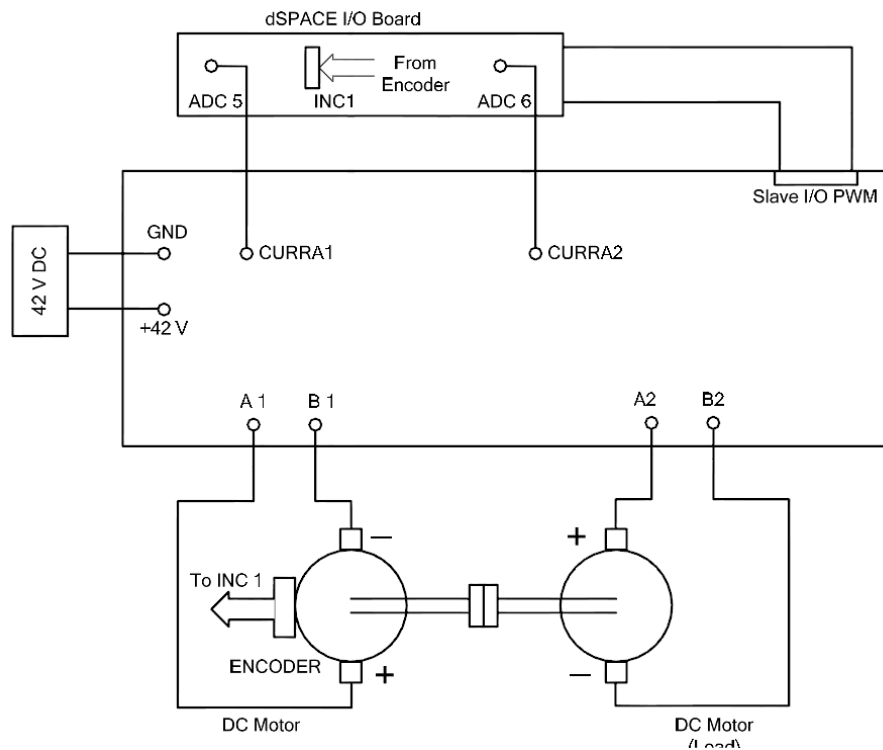 dSPACE I/O Board
From
Encoder
ADC 5
INC1
ADC 6
Slave I/O PWM
42 V DC
GND
CURRA1
CURRA2
+42 V
A 1
B 1
A2
B2
−
+
To INC 1
ENCODER
+
−
DC Motor
DC Motor
(Load)